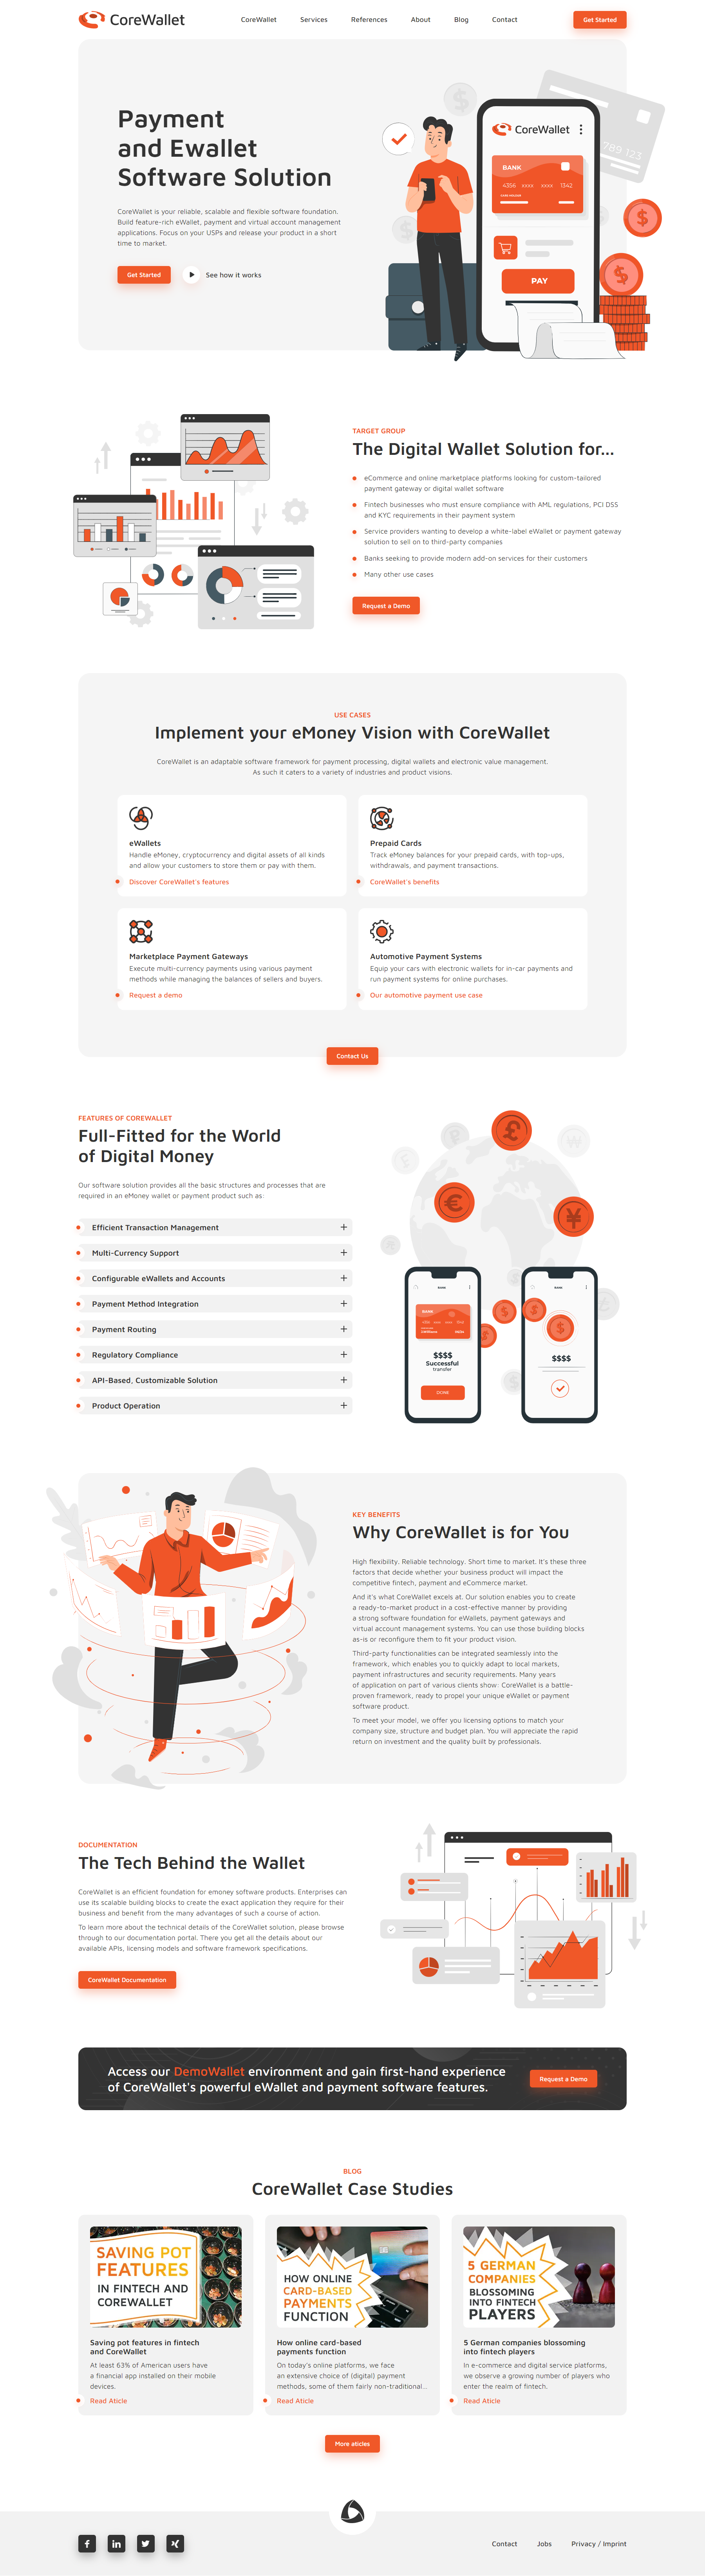 CoreWallet
CoreWallet Services References About Blog Contact
Get Started
Payment
and Ewallet
Software Solution
CoreWallet is your reliable, scalable and flexible software foundation.
Build feature-rich eWallet, payment and virtual account management
applications. Focus on your USPs and release your product in a short
time to market.
Get Started
See how it works
CoreWallet
BANK
4356 XXXX XXXX 1342
PAY
789 123
TARGET GROUP
The Digital Wallet Solution for...
eCommerce and online marketplace platforms looking for custom-tailored
payment gateway or digital wallet software
Fintech businesses who must ensure compliance with AML regulations, PCI DSS
and KYC requirements in their payment system
Service providers wanting to develop a white-label eWallet or payment gateway
solution to sell on to third-party companies
Banks seeking to provide modern add-on services for their customers
Many other use cases
Request a Demo
USE CASES
Implement your eMoney Vision with CoreWallet
CoreWallet is an adaptable software framework for payment processing, digital wallets and electronic value management.
As such it caters to a variety of industries and product visions.
eWallets
Handle eMoney, cryptocurrency and digital assets of all kinds
and allow your customers to store them or pay with them.
Discover CoreWallet's features
Prepaid Cards
Track eMoney balances for your prepaid cards, with top-ups,
withdrawals, and payment transactions.
CoreWallet's benefits
Marketplace Payment Gateways
Execute multi-currency payments using various payment
methods while managing the balances of sellers and buyers.
Request a demo
Automotive Payment Systems
Equip your cars with electronic wallets for in-car payments and
run payment systems for online purchases.
Our automotive payment use case
Contact Us
FEATURES OF COREWALLET
Full-Fitted for the World
of Digital Money
Our software solution provides all the basic structures and processes that are
required in an eMoney wallet or payment product such as:
Efficient Transaction Management
Multi-Currency Support
Configurable eWallets and Accounts
Payment Method Integration
Payment Routing
Regulatory Compliance
API-Based, Customizable Solution
Product Operation
BANK
BANK
BANK
$$$$
Successful
transfer
DONE
$$$$
KEY BENEFITS
Why CoreWallet is for You
High flexibility. Reliable technology. Short time to market. It's these three
factors that decide whether your business product will impact the
competitive fintech, payment and eCommerce market.
And it's what CoreWallet excels at. Our solution enables you to create
a ready-to-market product in a cost-effective manner by providing
a strong software foundation for eWallets, payment gateways and
virtual account management systems. You can use those building blocks
as-is or reconfigure them to fit your product vision.
Third-party functionalities can be integrated seamlessly into the
framework, which enables you to quickly adapt to local markets,
payment infrastructures and security requirements. Many years
of application on part of various clients show: CoreWallet is a battle-
proven framework, ready to propel your unique eWallet or payment
software product.
To meet your model, we offer you licensing options to match your
company size, structure and budget plan. You will appreciate the rapid
return on investment and the quality built by professionals.
DOCUMENTATION
The Tech Behind the Wallet
CoreWallet is an efficient foundation for emoney software products. Enterprises can
use its scalable building blocks to create the exact application they require for their
business and benefit from the many advantages of such a course of action.
To learn more about the technical details of the CoreWallet solution, please browse
through to our documentation portal. There you get all the details about our
available APIs, licensing models and software framework specifications.
CoreWallet Documentation
Access our DemoWallet environment and gain first-hand experience
of CoreWallet's powerful eWallet and payment software features.
Request a Demo
BLOG
CoreWallet Case Studies
SAVING POT
FEATURES
IN FINTECH AND
COREWALLET
Saving pot features in fintech
and CoreWallet
At least 63% of American users have
a financial app installed on their mobile
devices.
Read Aticle
HOW ONLINE
CARD-BASED
PAYMENTS
FUNCTION
How online card-based
payments function
On today's online platforms, we face
an extensive choice of (digital) payment
methods, some of them fairly non-traditional...
Read Aticle
5 GERMAN
COMPANIES
BLOSSOMING
INTO FINTECH
PLAYERS
5 German companies blossoming
into fintech players
In e-commerce and digital service platforms,
we observe a growing number of players who
enter the realm of fintech.
Read Aticle
More aticles
Contact Jobs Privacy / Imprint